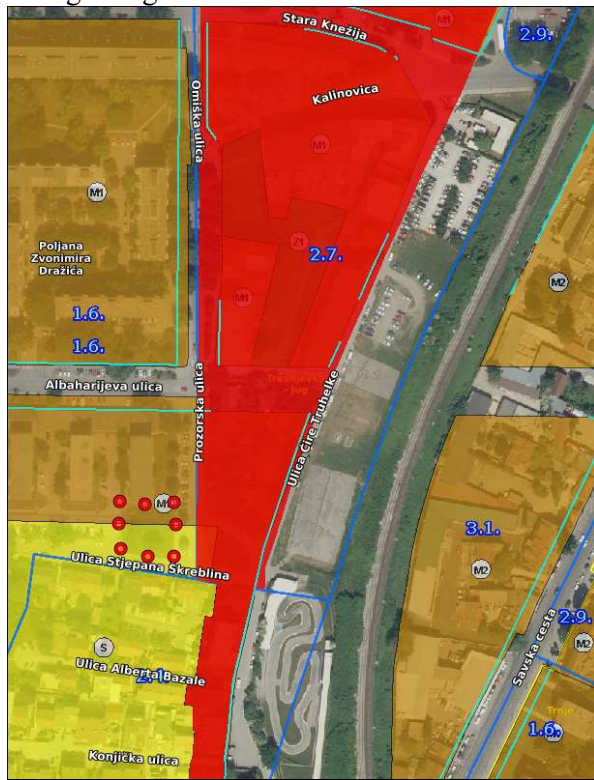 Stara Knežija
M1
2.9.
Kalinovica
Omiška ulica
M1
M1
Poljana
Zvonimira
Dražića
Z1
2.7.
M2
M1
1.6.
1.6.
Albaharijeva ulica
Trešnjevka
- jug
Prozorska ulica
Ulica Ćire Truhelke
M1
3.1.
Ulica Stjepana Skreblina
M2
2.9.
S
M2
Ulica Alberta Bazale
Savska cesta
Trnje
1.6.
Konjička ulica